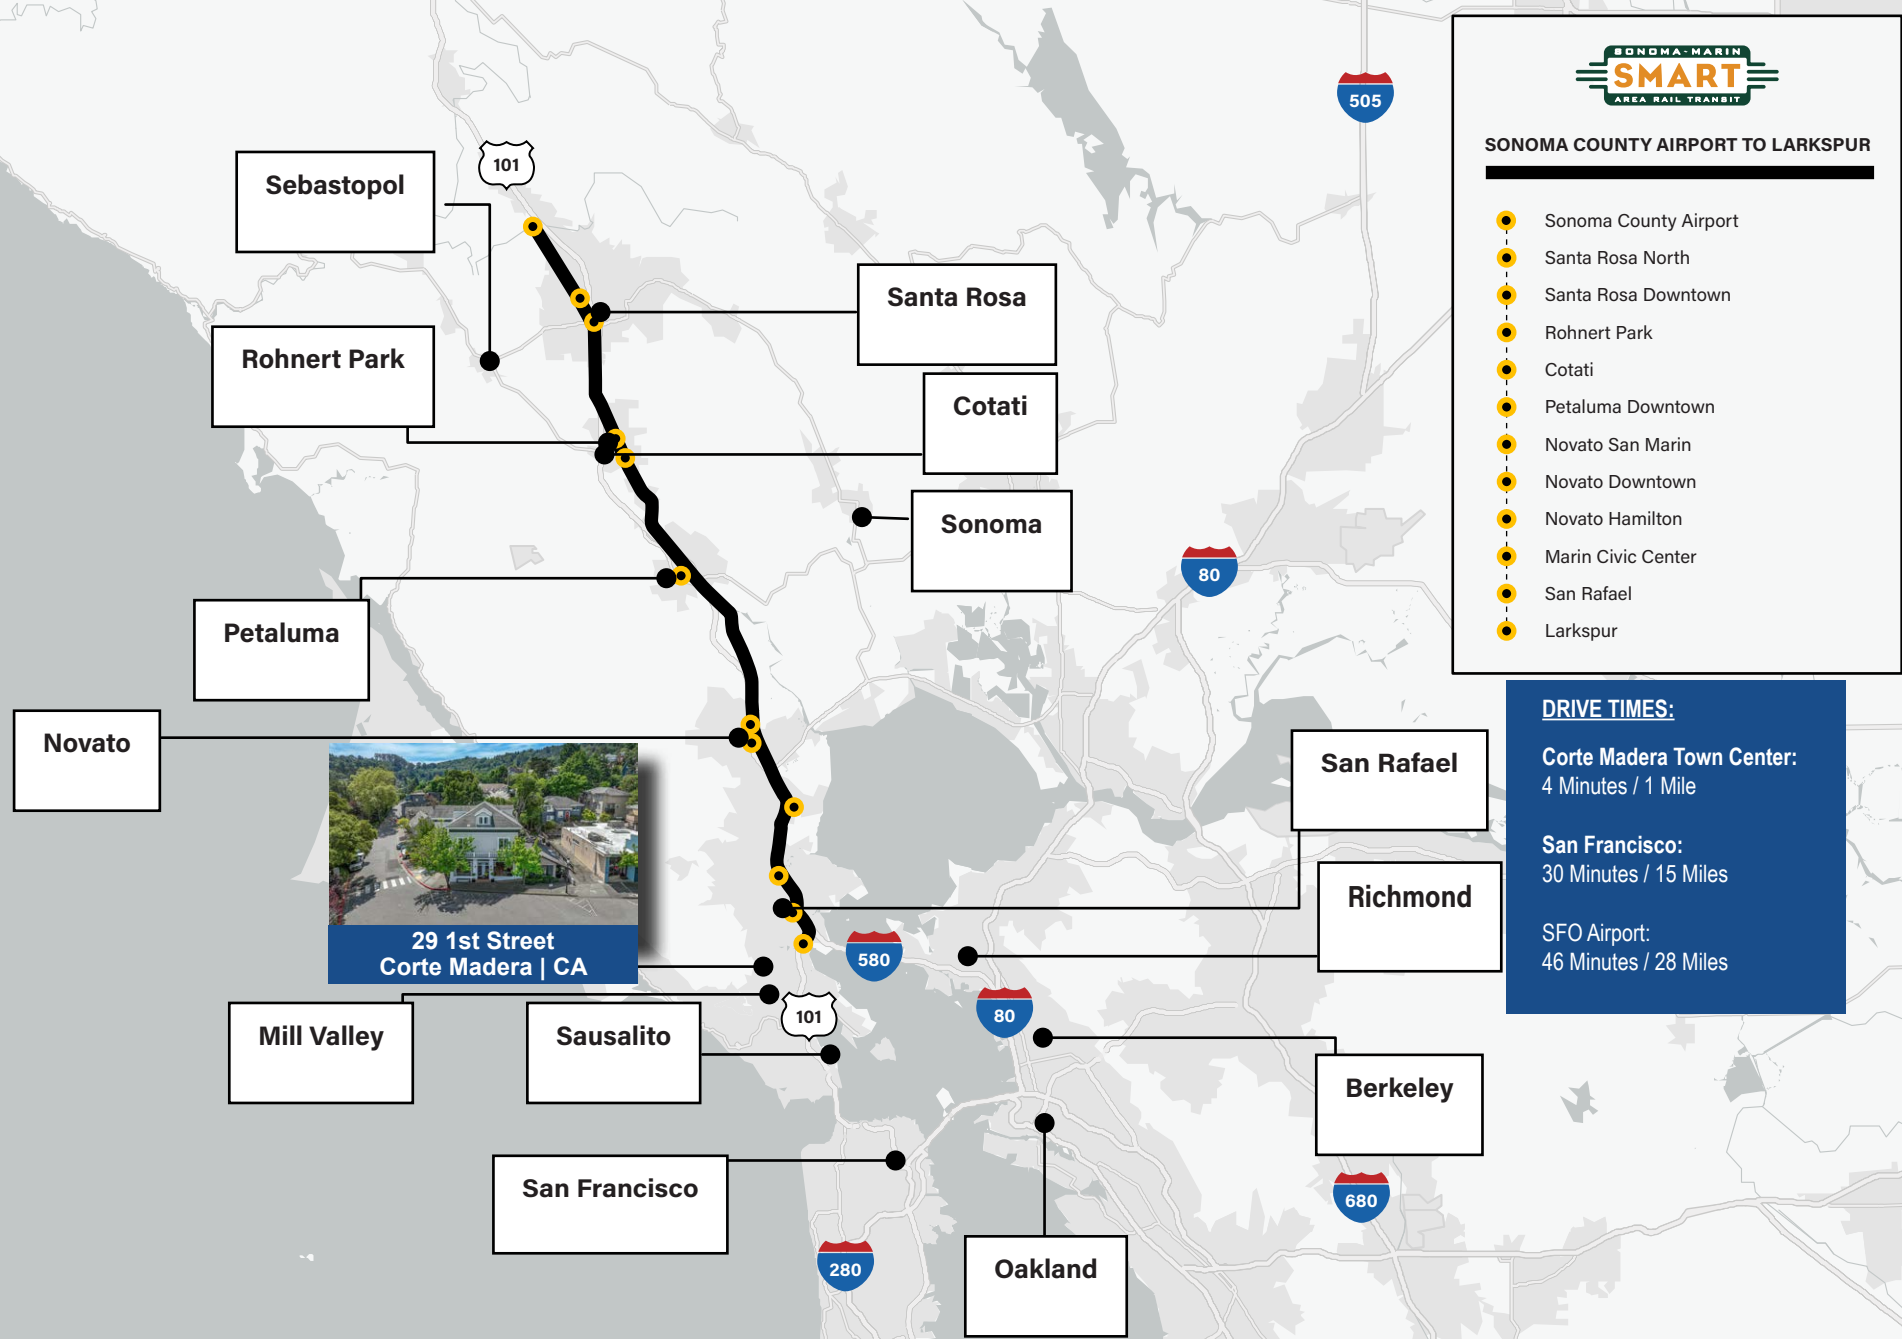 SONOMA-MARIN
SMART
AREA RAIL TRANSIT
SONOMA COUNTY AIRPORT TO LARKSPUR
Sonoma County Airport
Santa Rosa North
Santa Rosa Downtown
Rohnert Park
Cotati
Petaluma Downtown
Novato San Marin
Novato Downtown
Novato Hamilton
Marin Civic Center
San Rafael
Larkspur
DRIVE TIMES:
Corte Madera Town Center:
4 Minutes / 1 Mile
San Francisco:
30 Minutes / 15 Miles
SFO Airport:
46 Minutes / 28 Miles
505
101
Sebastopol
Santa Rosa
Rohnert Park
Cotati
Sonoma
80
Petaluma
Novato
San Rafael
Richmond
29 1st Street
Corte Madera | CA
580
80
101
Mill Valley
Sausalito
Berkeley
San Francisco
680
280
Oakland